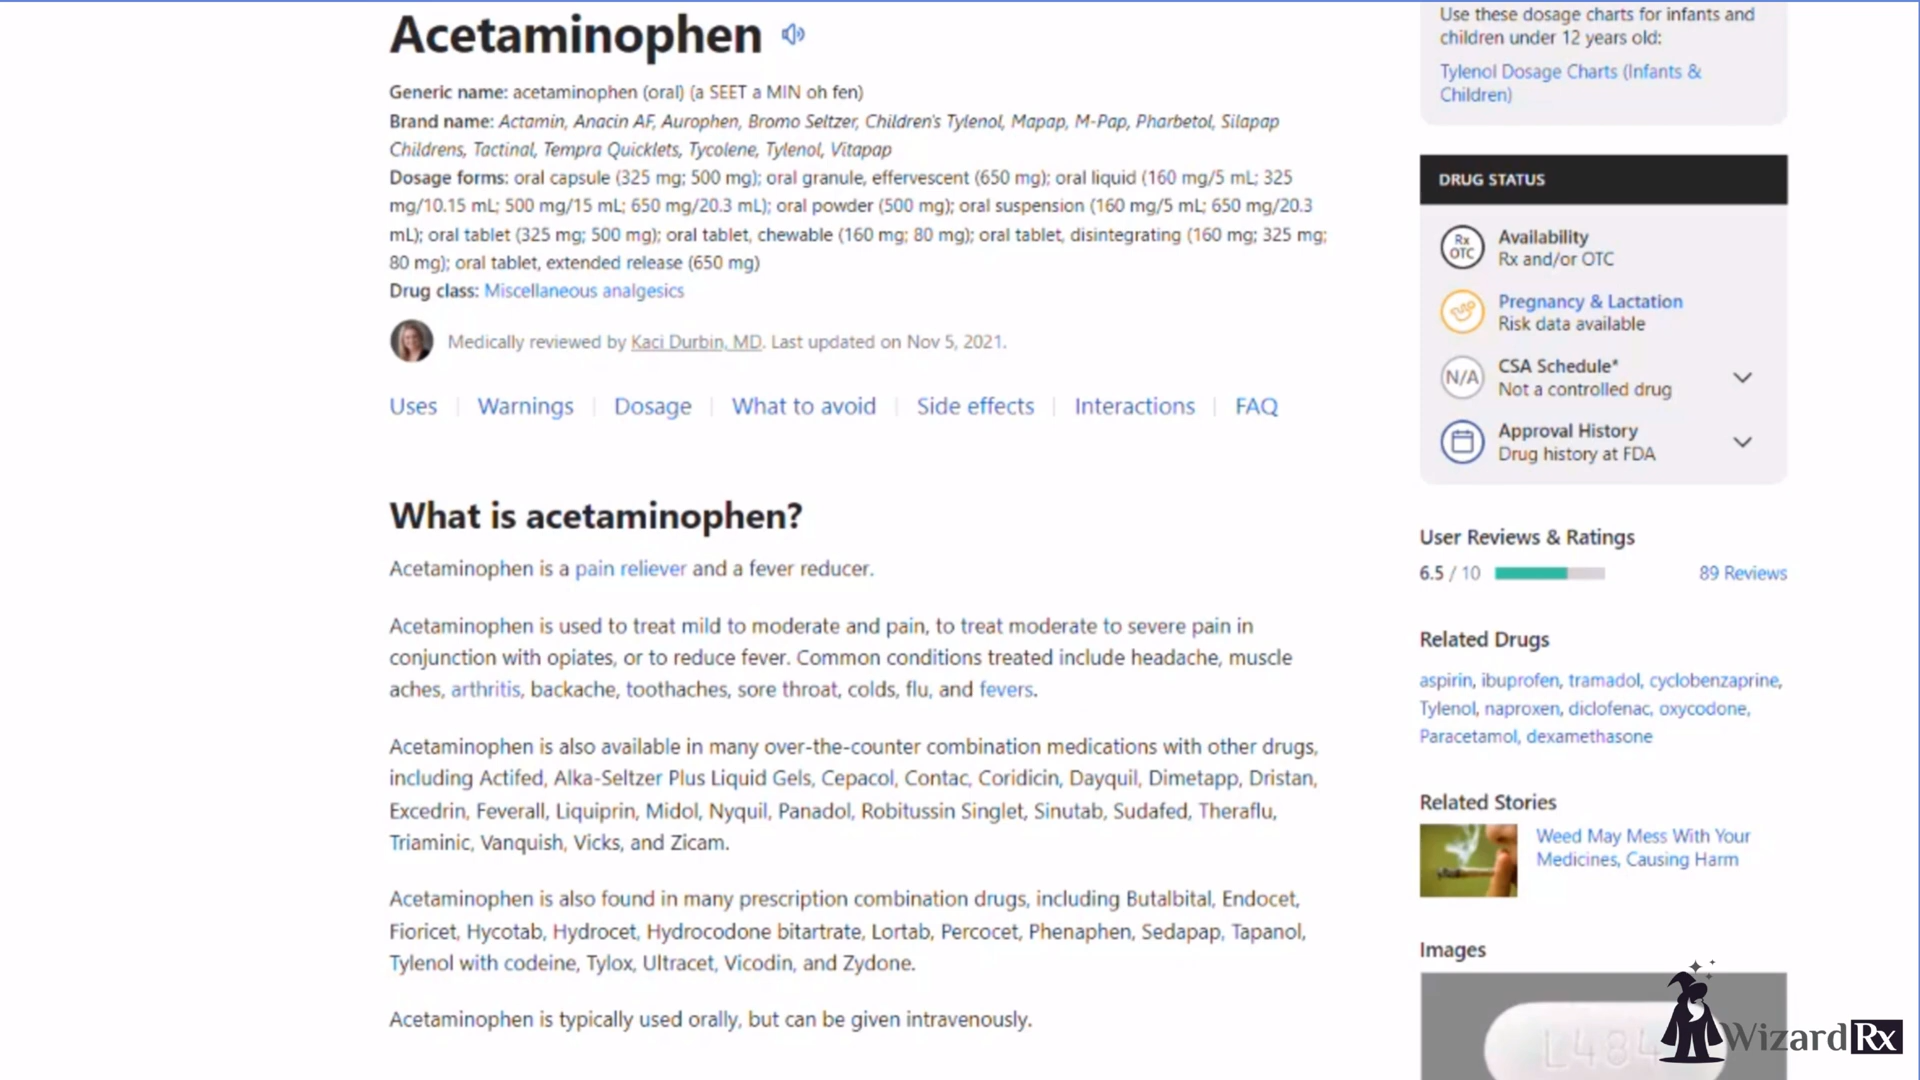 Acetaminophen
Generic name: acetaminophen (oral) (a SEET a MIN oh fen)
Brand name: Actamin, Anacin AF, Aurophen, Bromo Seltzer, Children's Tylenol, Mapap, M-Pap, Pharbetol, Silapap
Childrens, Tactinal, Tempra Quicklets, Tycolene, Tylenol, Vitapap
Dosage forms: oral capsule (325 mg; 500 mg); oral granule, effervescent (650 mg); oral liquid (160 mg/5 mL; 325
mg/10.15 mL; 500 mg/15 mL; 650 mg/20.3 mL); oral powder (500 mg); oral suspension (160 mg/5 mL; 650 mg/20.3
mL); oral tablet (325 mg; 500 mg); oral tablet, chewable (160 mg; 80 mg); oral tablet, disintegrating (160 mg; 325 mg;
80 mg); oral tablet, extended release (650 mg)
Drug class: Miscellaneous analgesics
Medically reviewed by Kaci Durbin, MD. Last updated on Nov 5, 2021.
Uses
Warnings
Dosage
What to avoid
Side effects
Interactions
FAQ
What is acetaminophen?
Acetaminophen is a pain reliever and a fever reducer.
Acetaminophen is used to treat mild to moderate and pain, to treat moderate to severe pain in
conjunction with opiates, or to reduce fever. Common conditions treated include headache, muscle
aches, arthritis, backache, toothaches, sore throat, colds, flu, and fevers.
Acetaminophen is also available in many over-the-counter combination medications with other drugs,
including Actifed, Alka-Seltzer Plus Liquid Gels, Cepacol, Contac, Coridicin, Dayquil, Dimetapp, Dristan,
Excedrin, Feverall, Liquiprin, Midol, Nyquil, Panadol, Robitussin Singlet, Sinutab, Sudafed, Theraflu,
Triaminic, Vanquish, Vicks, and Zicam.
Acetaminophen is also found in many prescription combination drugs, including Butalbital, Endocet,
Fioricet, Hycotab, Hydrocet, Hydrocodone bitartrate, Lortab, Percocet, Phenaphen, Sedapap, Tapanol,
Tylenol with codeine, Tylox, Ultracet, Vicodin, and Zydone.
Acetaminophen is typically used orally, but can be given intravenously.
Use these dosage charts for infants and
children under 12 years old:
Tylenol Dosage Charts (Infants &
Children)
DRUG STATUS
Rx
OTC
Availability
Rx and/or OTC
Pregnancy & Lactation
Risk data available
N/A
CSA Schedule*
Not a controlled drug
Approval History
Drug history at FDA
User Reviews & Ratings
6.5 / 10
89 Reviews
Related Drugs
aspirin, ibuprofen, tramadol, cyclobenzaprine,
Tylenol, naproxen, diclofenac, oxycodone,
Paracetamol, dexamethasone
Related Stories
Weed May Mess With Your
Medicines, Causing Harm
Images
L484
WizardRx